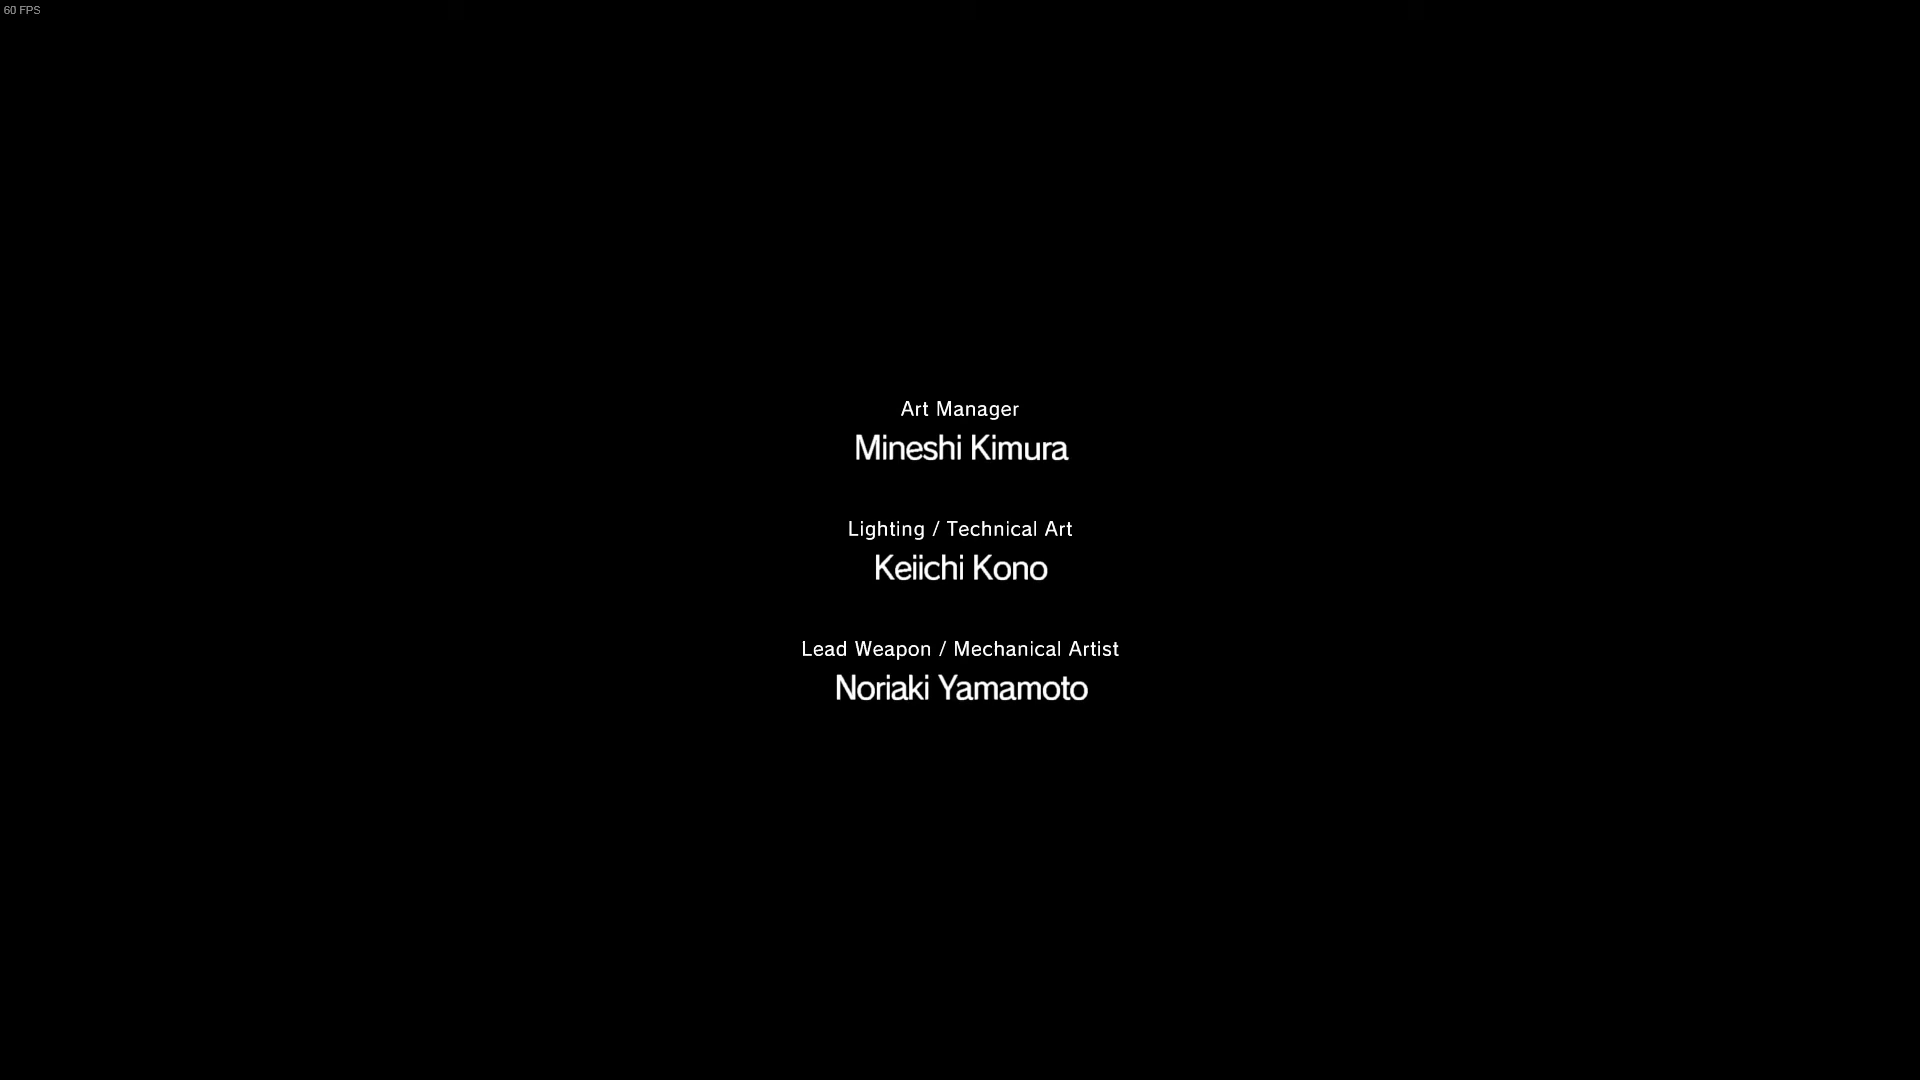 60 FPS
Art Manager
Mineshi Kimura
Lighting / Technical Art
Keiichi Kono
Lead Weapon / Mechanical Artist
Noriaki Yamamoto